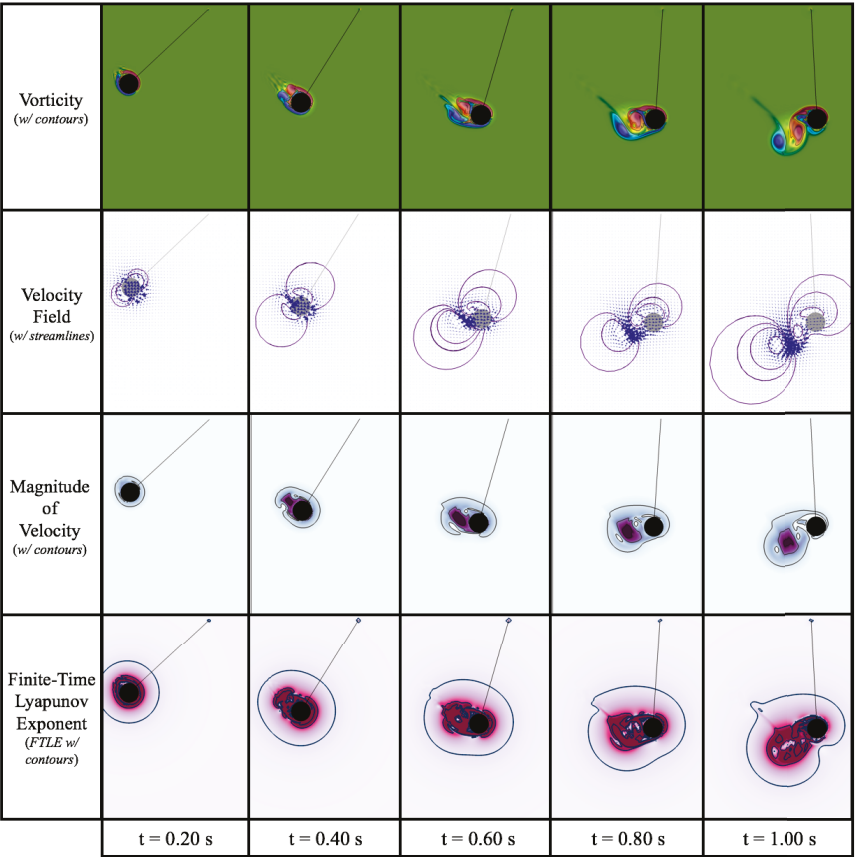 Vorticity
(w/ contours)
Velocity
Field
(w/ streamlines)
Magnitude
of
Velocity
(w/ contours)
Finite-Time
Lyapunov
Exponent
(FTLE w/
contours)
t = 0.20 s
t = 0.40 s
t = 0.60 s
t = 0.80 s
t = 1.00 s